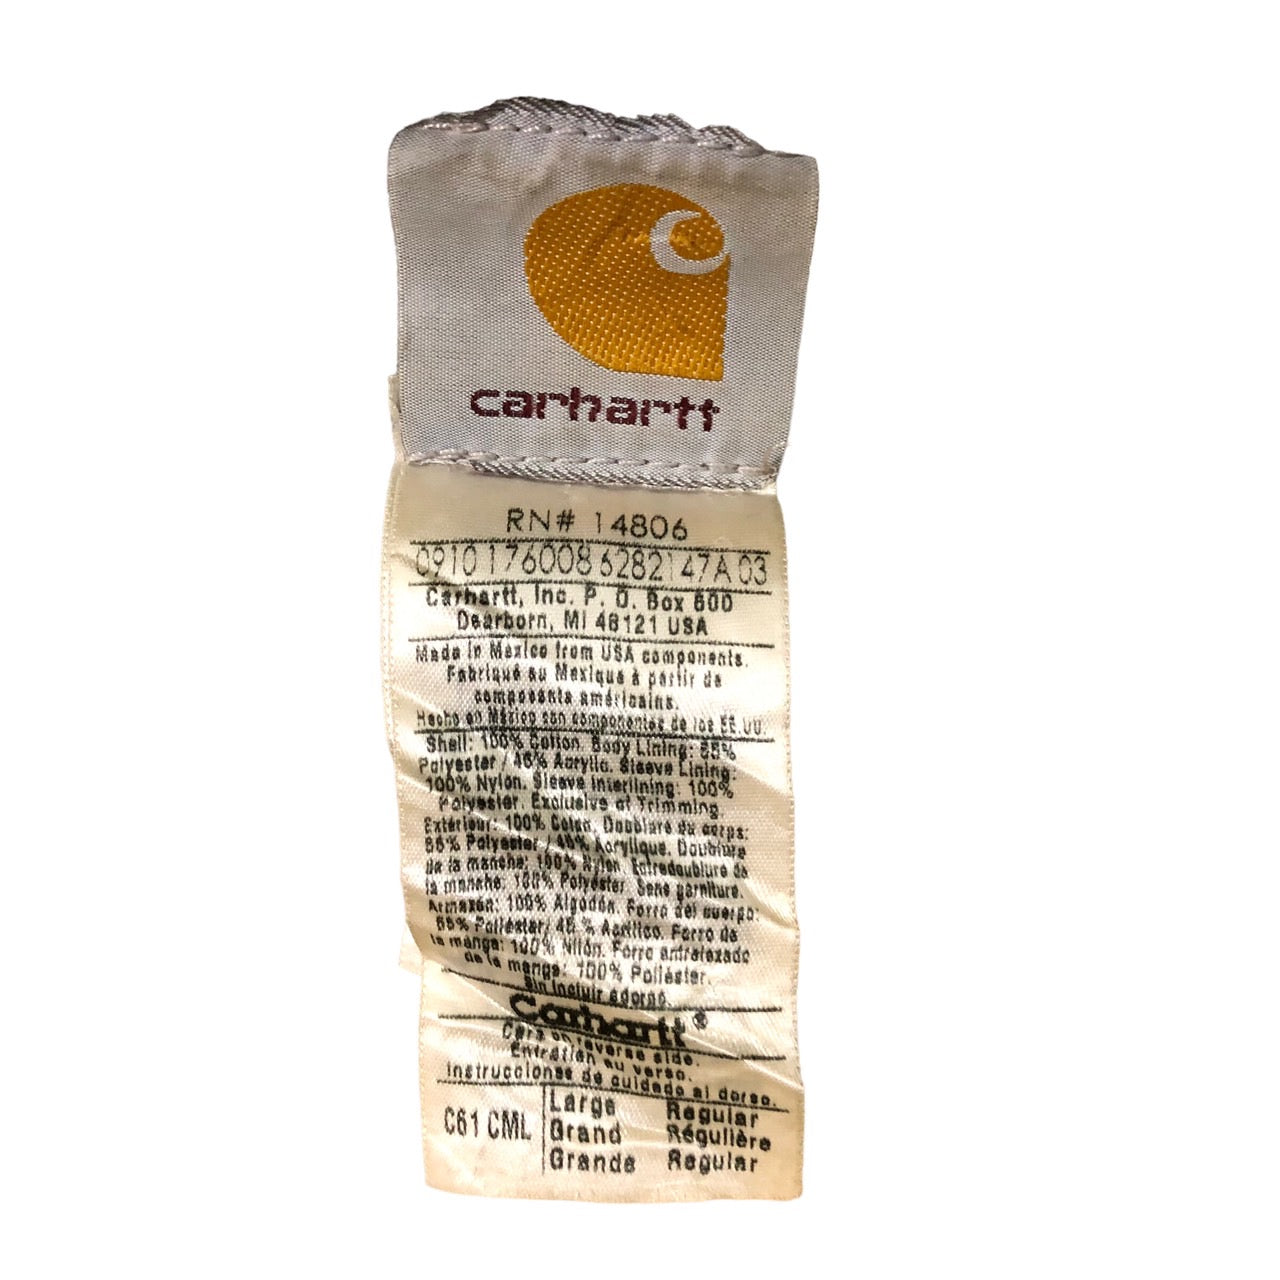 carhartt
RN# 14806
0910176008 6282147A 03
Carhartt, Inc. P. O. Box 600
Dearborn, MI 48121 USA
Made in Mexico from USA components.
Fabriqué au Mexique à partir de
composants américains.
Hecho en México con componentes de los EE.UU.
Shell: 100% Cotton. Body Lining: 55%
Polyester / 45% Acrylic. Sleeve Lining:
100% Nylon. Sleeve Interlining: 100%
Polyester. Exclusive of Trimming
Extérieur: 100% Coton. Doublure du corps:
55% Polyester / 45% Acrylique. Doublure
de la manche: 100% Nylon. Entredoublure de
la manche: 100% Polyester. Sans garniture.
Armazón: 100% Algodón. Forro del cuerpo:
55% Poliéster/ 45 % Acrílico. Forro de
la manga: 100% Nilón. Forro entrelazado
de la manga: 100% Poliéster.
Sin incluir adorno.
Carhartt®
Care on reverse side.
Entretien au verso.
Instrucciones de cuidado al dorso.
C61 CML Large Regular
Grand Régulière
Grande Regular